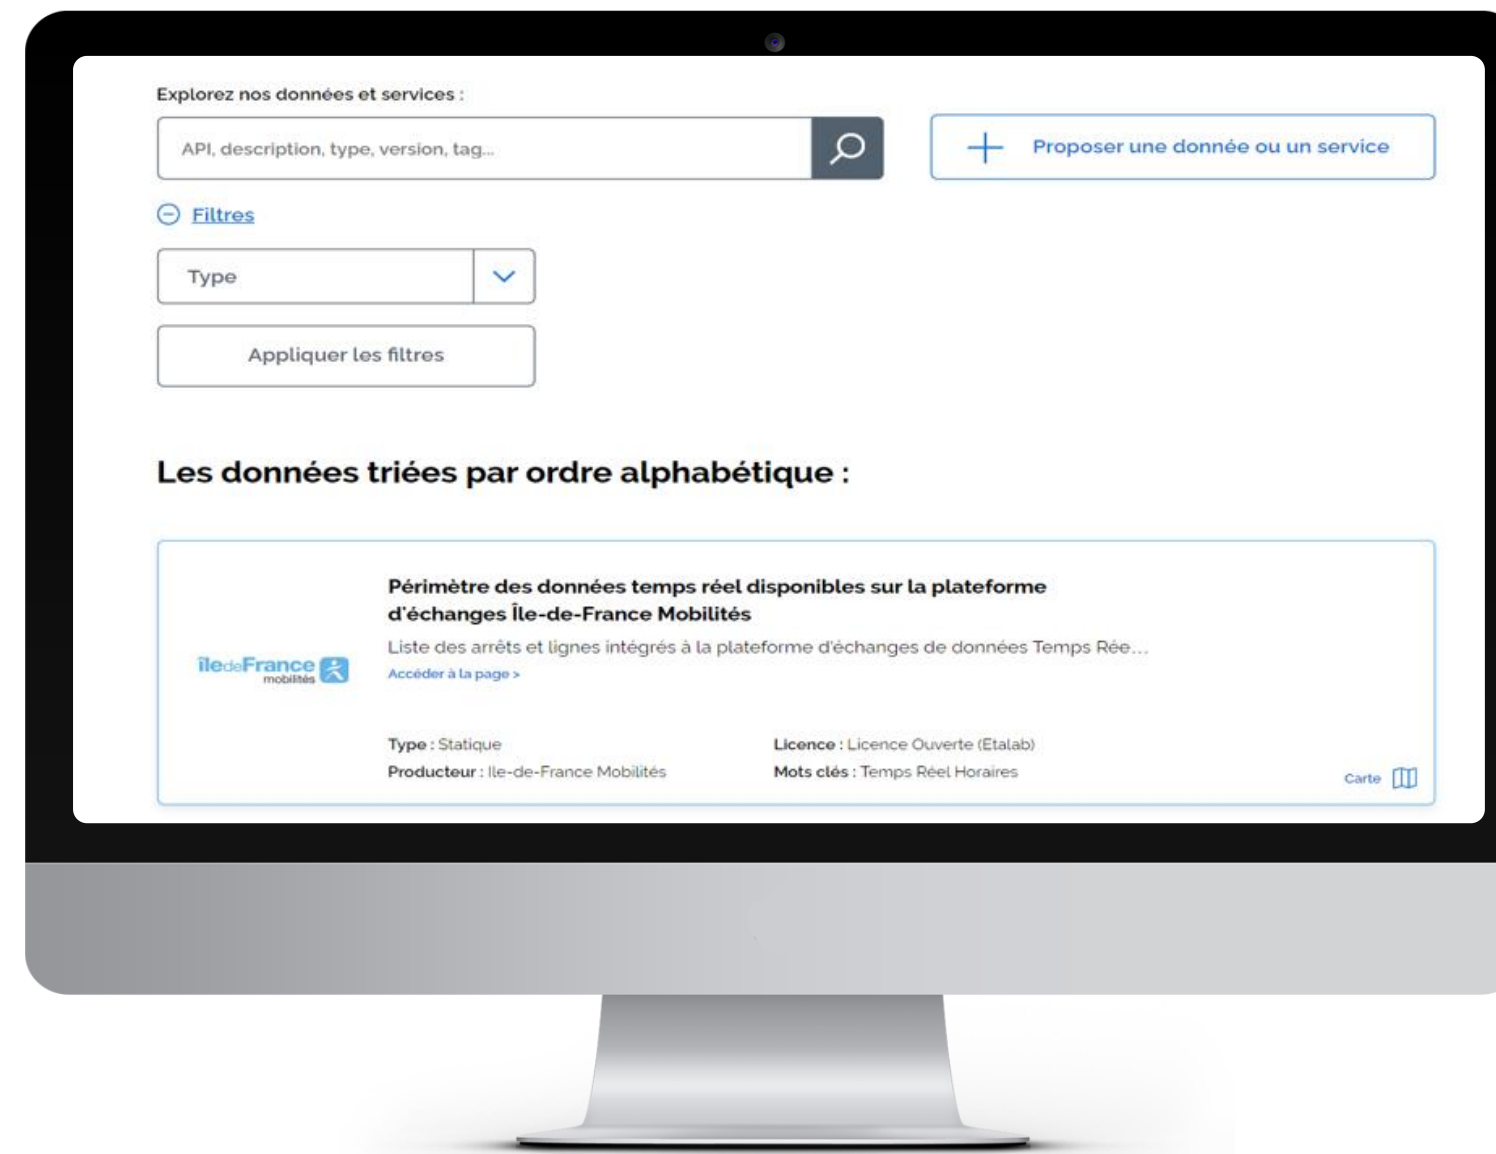 Explorez nos données et services :
API, description, type, version, tag...
Proposer une donnée ou un service
Filtres
Type
Appliquer les filtres
Les données triées par ordre alphabétique :
Périmètre des données temps réel disponibles sur la plateforme
d'échanges Île-de-France Mobilités
Liste des arrêts et lignes intégrés à la plateforme d'échanges de données Temps Rée...
îledeFrance
mobilités
Accéder à la page >
Type : Statique
Licence : Licence Ouverte (Etalab)
Producteur : Ile-de-France Mobilités
Mots clés : Temps Réel Horaires
Carte